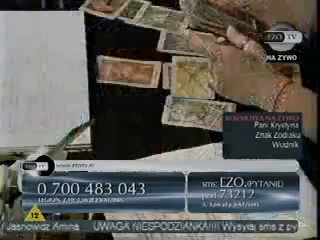 EZO TV
NA ŻYWO
ROZMOWA NA ŻYWO
Pani Krystyna
Znak Zodiaku
Wodnik
www.ezotv.pl
0 700 483 043
sms: EZO.(PYTANIE)
pod 73212
12
Jasnowidz Amina UWAGA NIESPODZIANKA!!! Wysyłaj sms z py